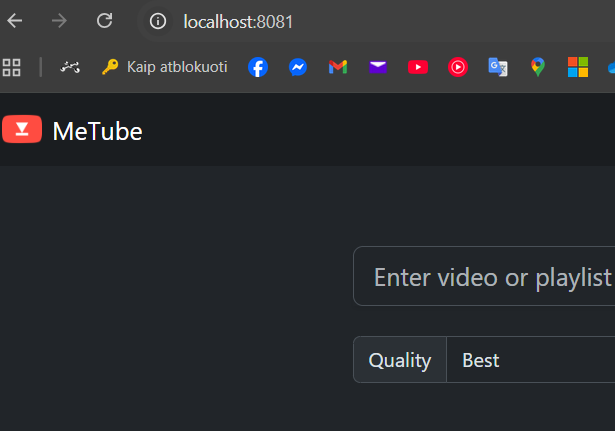 localhost:8081
Kaip atblokuoti
MeTube
Enter video or playlist
Quality Best